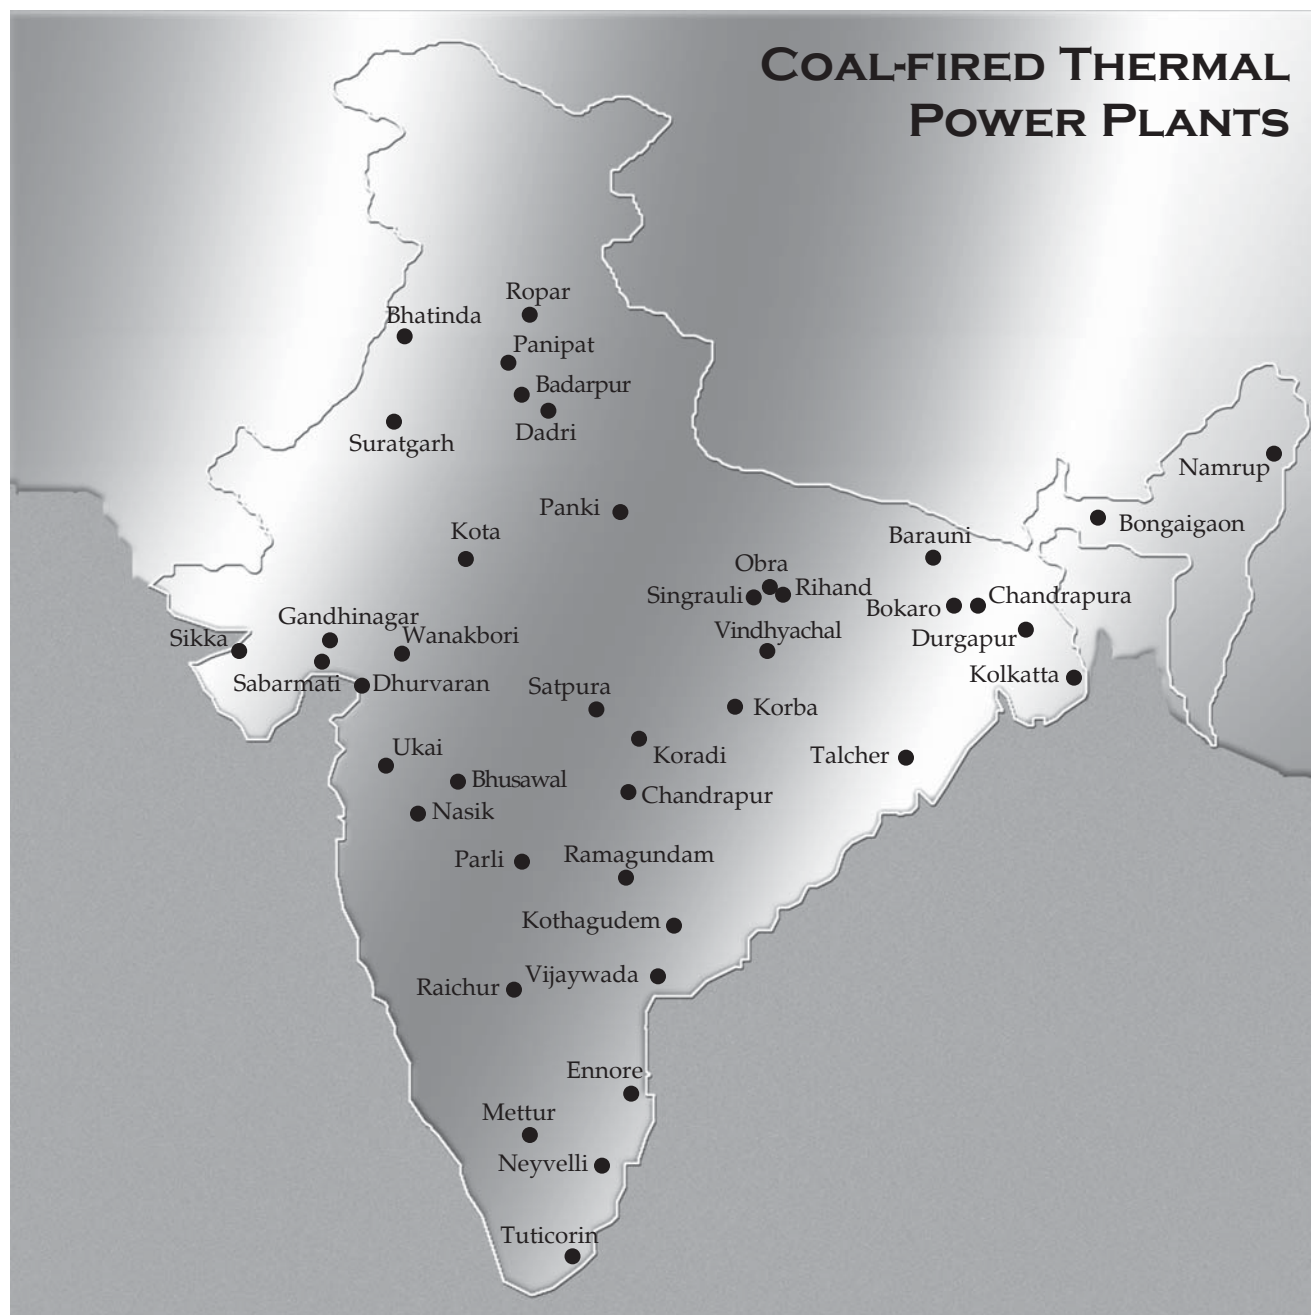 COAL-FIRED THERMAL
POWER PLANTS
Ropar
Bhatinda
Panipat
Badarpur
Dadri
Suratgarh
Namrup
Panki
Bongaigaon
Kota
Barauni
Obra
Singrauli
Rihand
Bokaro
Chandrapura
Gandhinagar
Sikka
Wanakbori
Vindhyachal
Durgapur
Kolkatta
Sabarmati
Dhurvaran
Satpura
Korba
Ukai
Koradi
Talcher
Bhusawal
Chandrapur
Nasik
Parli
Ramagundam
Kothagudem
Vijaywada
Raichur
Ennore
Mettur
Neyvelli
Tuticorin